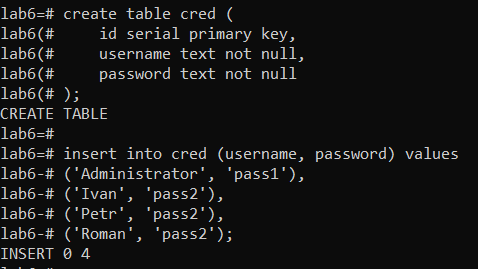 lab6=# create table cred (
lab6(#     id serial primary key,
lab6(#     username text not null,
lab6(#     password text not null
lab6(# );
CREATE TABLE
lab6=#
lab6=# insert into cred (username, password) values
lab6-# ('Administrator', 'pass1'),
lab6-# ('Ivan', 'pass2'),
lab6-# ('Petr', 'pass2'),
lab6-# ('Roman', 'pass2');
INSERT 0 4